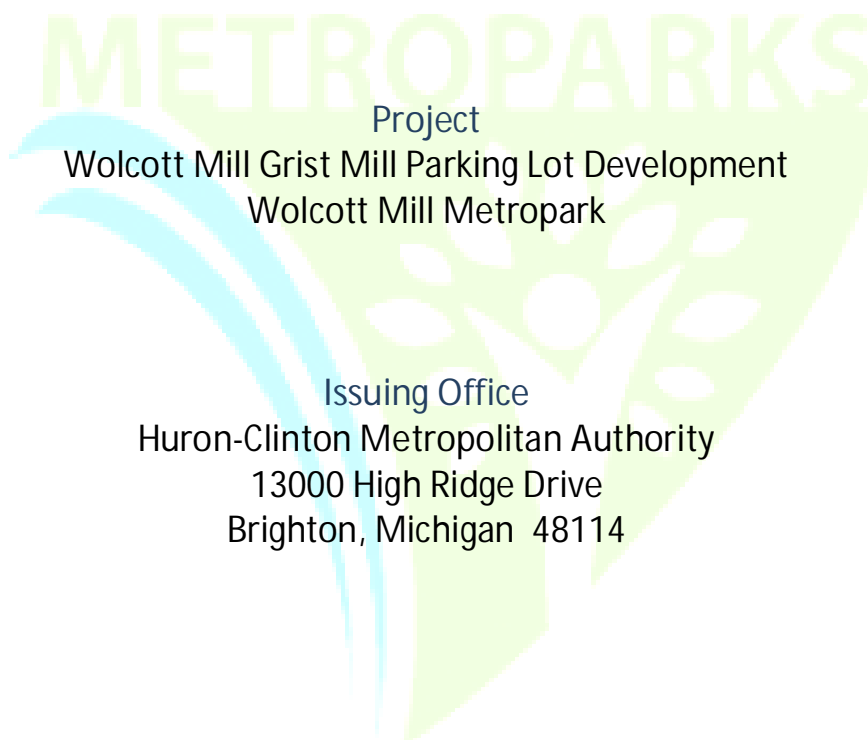 METROPARKS
Project
Wolcott Mill Grist Mill Parking Lot Development
Wolcott Mill Metropark
Issuing Office
Huron-Clinton Metropolitan Authority
13000 High Ridge Drive
Brighton, Michigan 48114